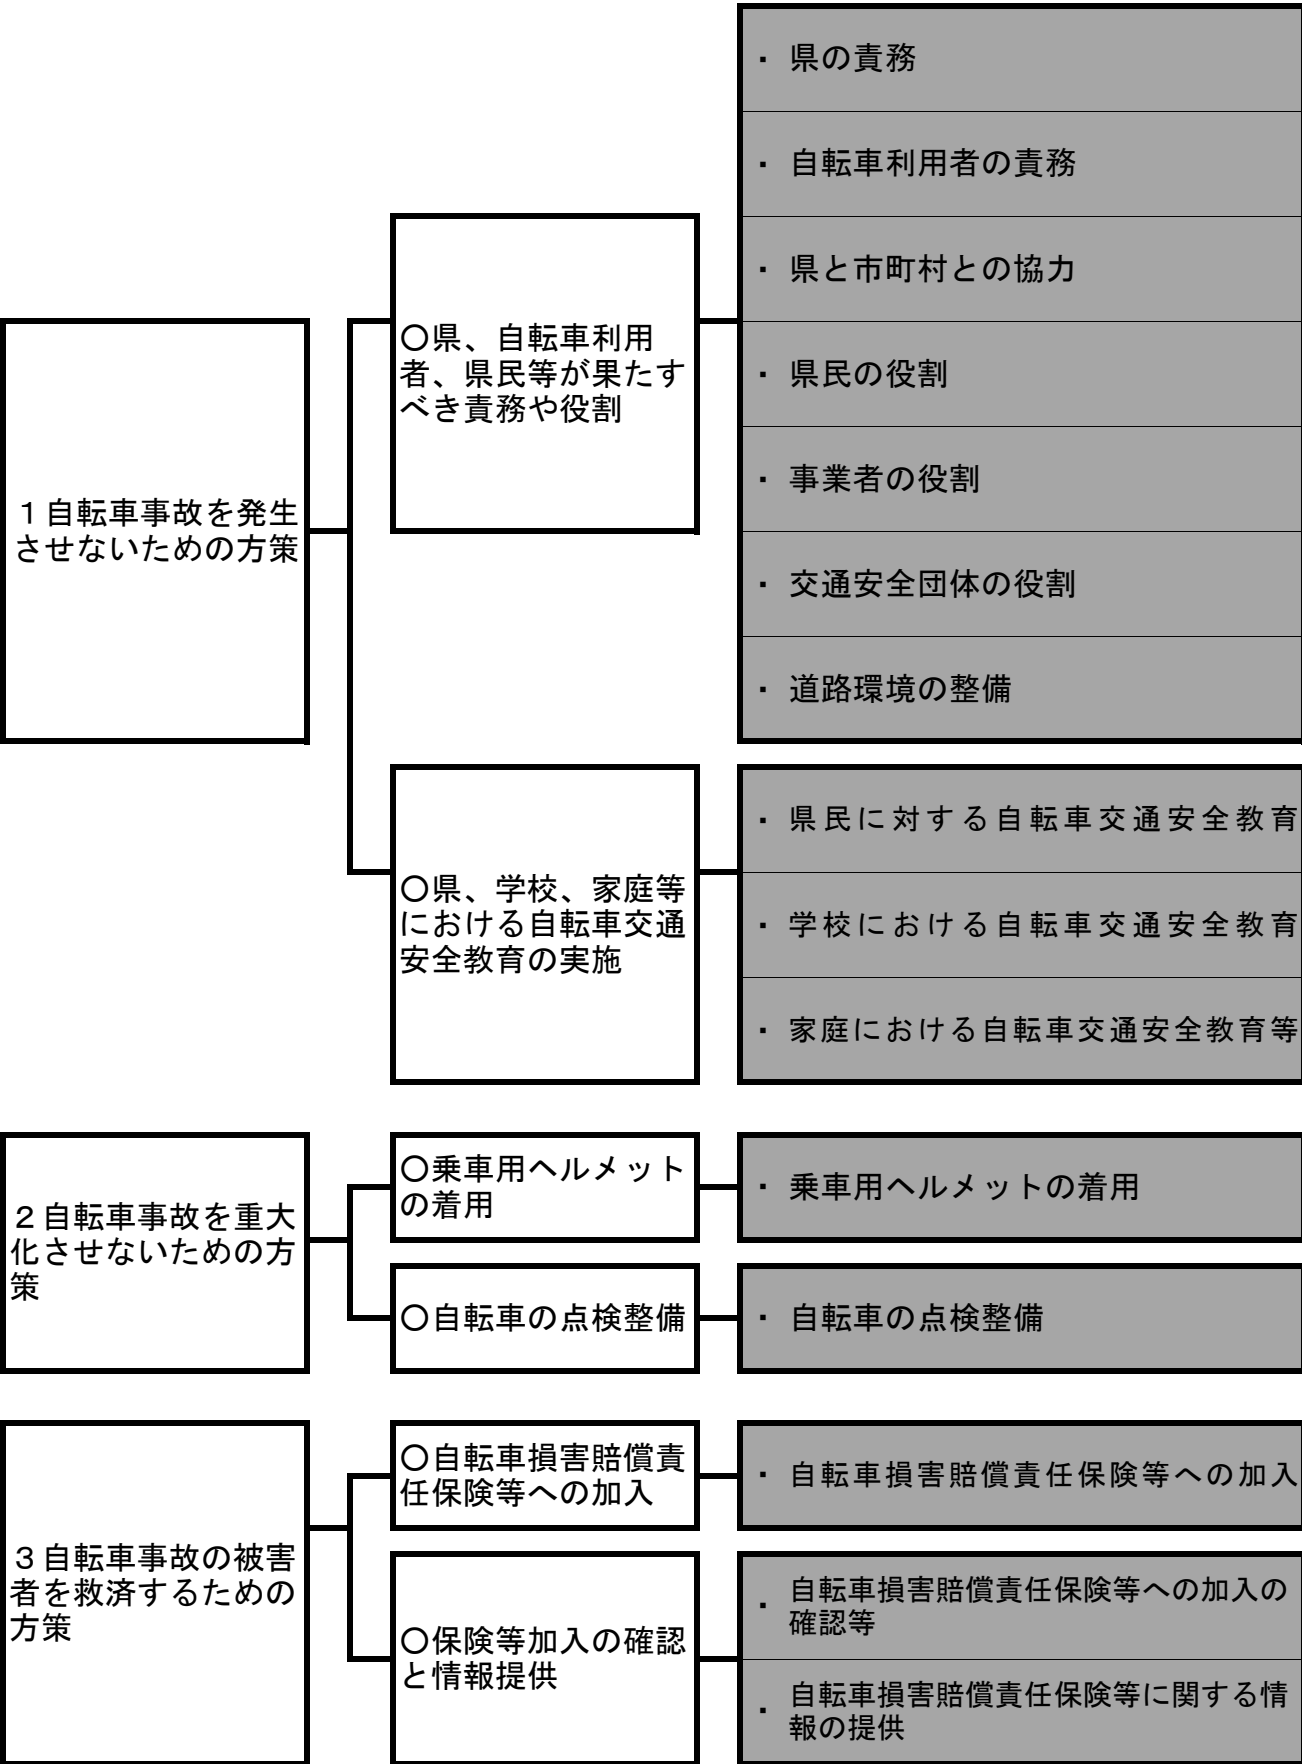 １自転車事故を発生
させないための方策
〇県、自転車利用
者、県民等が果たす
べき責務や役割
・ 県の責務
・ 自転車利用者の責務
・ 県と市町村との協力
・ 県民の役割
・ 事業者の役割
・ 交通安全団体の役割
・ 道路環境の整備
〇県、学校、家庭等
における自転車交通
安全教育の実施
・ 県民に対する自転車交通安全教育
・ 学校における自転車交通安全教育
・ 家庭における自転車交通安全教育等
２自転車事故を重大
化させないための方
策
〇乗車用ヘルメット
の着用
・ 乗車用ヘルメットの着用
〇自転車の点検整備
・ 自転車の点検整備
３自転車事故の被害
者を救済するための
方策
〇自転車損害賠償責
任保険等への加入
・ 自転車損害賠償責任保険等への加入
〇保険等加入の確認
と情報提供
・ 自転車損害賠償責任保険等への加入の
確認等
・ 自転車損害賠償責任保険等に関する情
報の提供